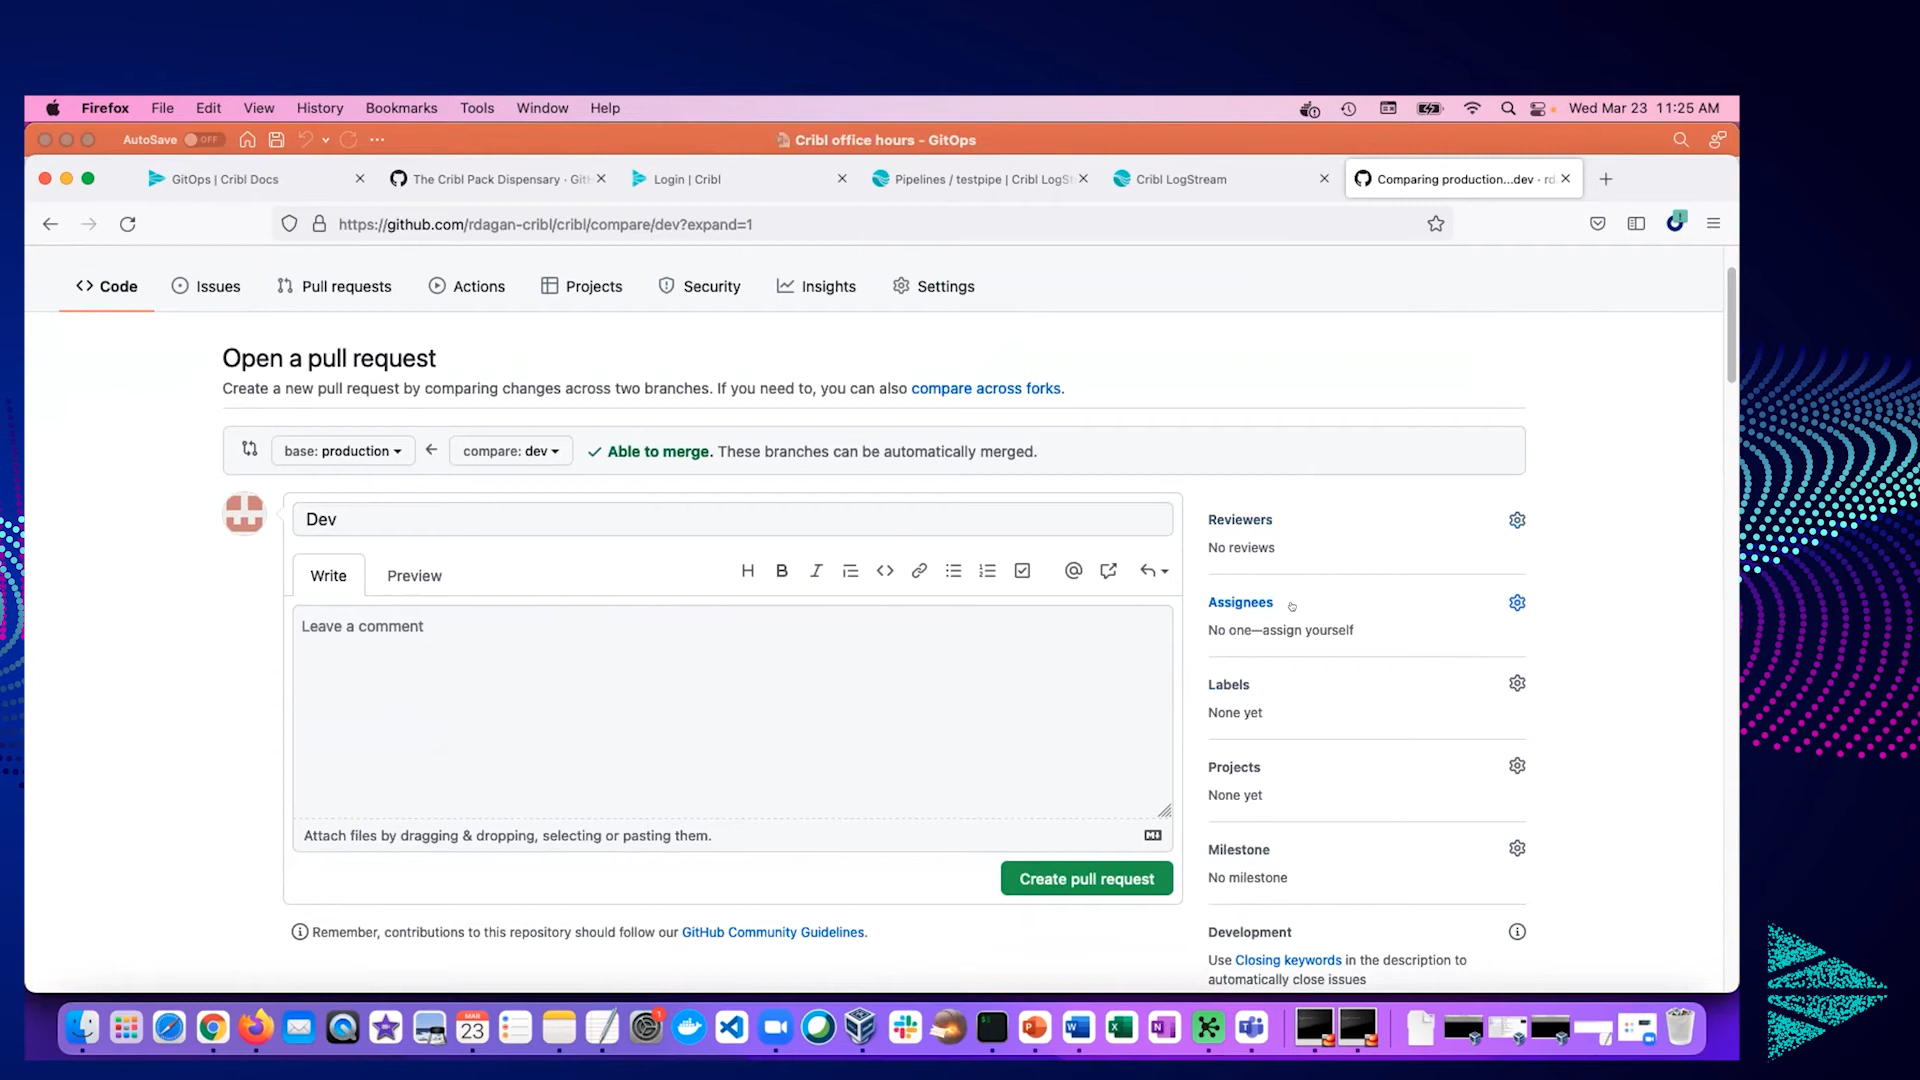 Firefox File Edit View History Bookmarks Tools Window Help Wed Mar 23 11:25 AM
AutoSave OFF Cribl office hours - GitOps
GitOps | Cribl Docs The Cribl Pack Dispensary · Git Login | Cribl Pipelines / testpipe | Cribl LogSt Cribl LogStream Comparing production...dev · rd
https://github.com/rdagan-cribl/cribl/compare/dev?expand=1
Code Issues Pull requests Actions Projects Security Insights Settings
Open a pull request
Create a new pull request by comparing changes across two branches. If you need to, you can also compare across forks.
base: production compare: dev Able to merge. These branches can be automatically merged.
Dev
Write Preview
Leave a comment
Attach files by dragging & dropping, selecting or pasting them.
Create pull request
Remember, contributions to this repository should follow our GitHub Community Guidelines.
Reviewers
No reviews
Assignees
No one—assign yourself
Labels
None yet
Projects
None yet
Milestone
No milestone
Development
Use Closing keywords in the description to
automatically close issues
MAR
23
1